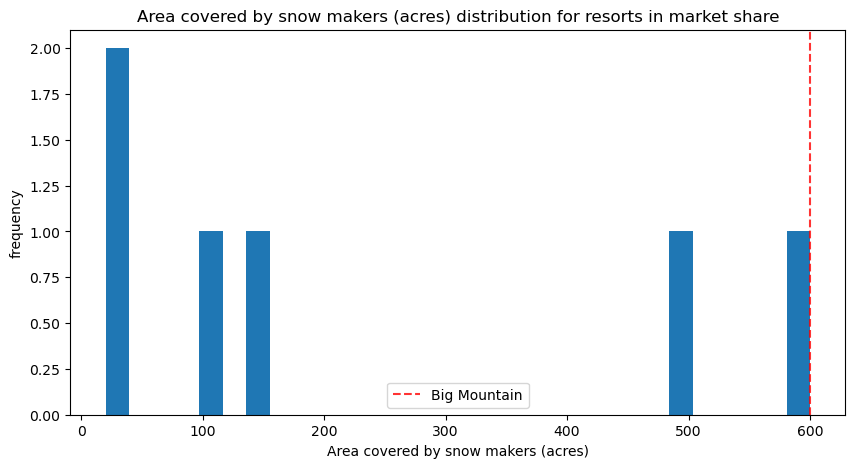 Area covered by snow makers (acres) distribution for resorts in market share
frequency
2.00
1.75
1.50
1.25
1.00
0.75
0.50
0.25
0.00
Big Mountain
0 100 200 300 400 500 600
Area covered by snow makers (acres)